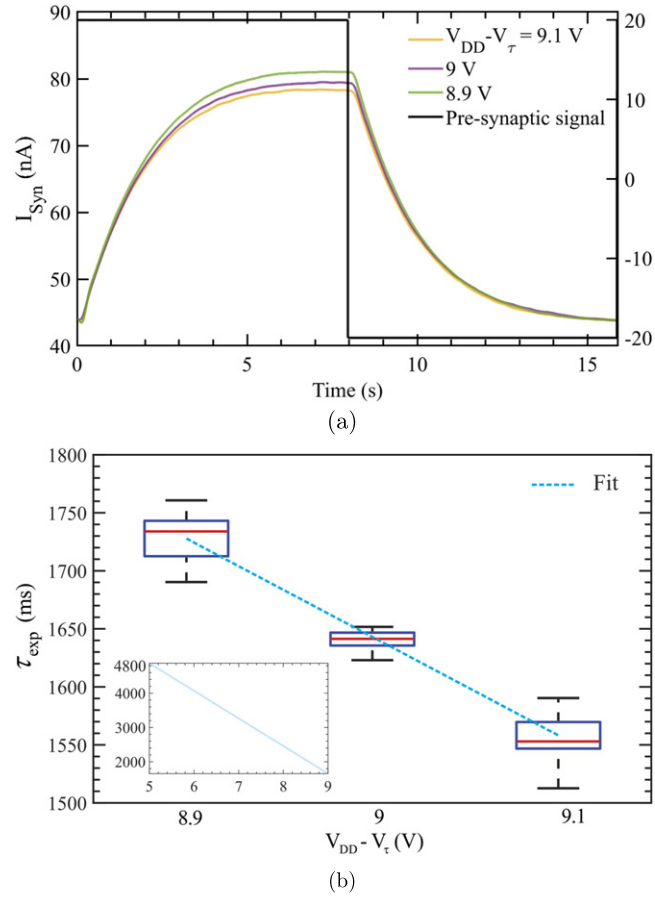 90
80
70
60
50
40
I_Syn (nA)
V_DD-V_τ = 9.1 V
9 V
8.9 V
Pre-synaptic signal
20
10
0
-10
-20
0 5 10 15
Time (s)
(a)
1800
1750
1700
1650
1600
1550
1500
τ_exp (ms)
Fit
4800
4000
3000
2000
5 6 7 8 9
8.9 9 9.1
V_DD - V_τ (V)
(b)